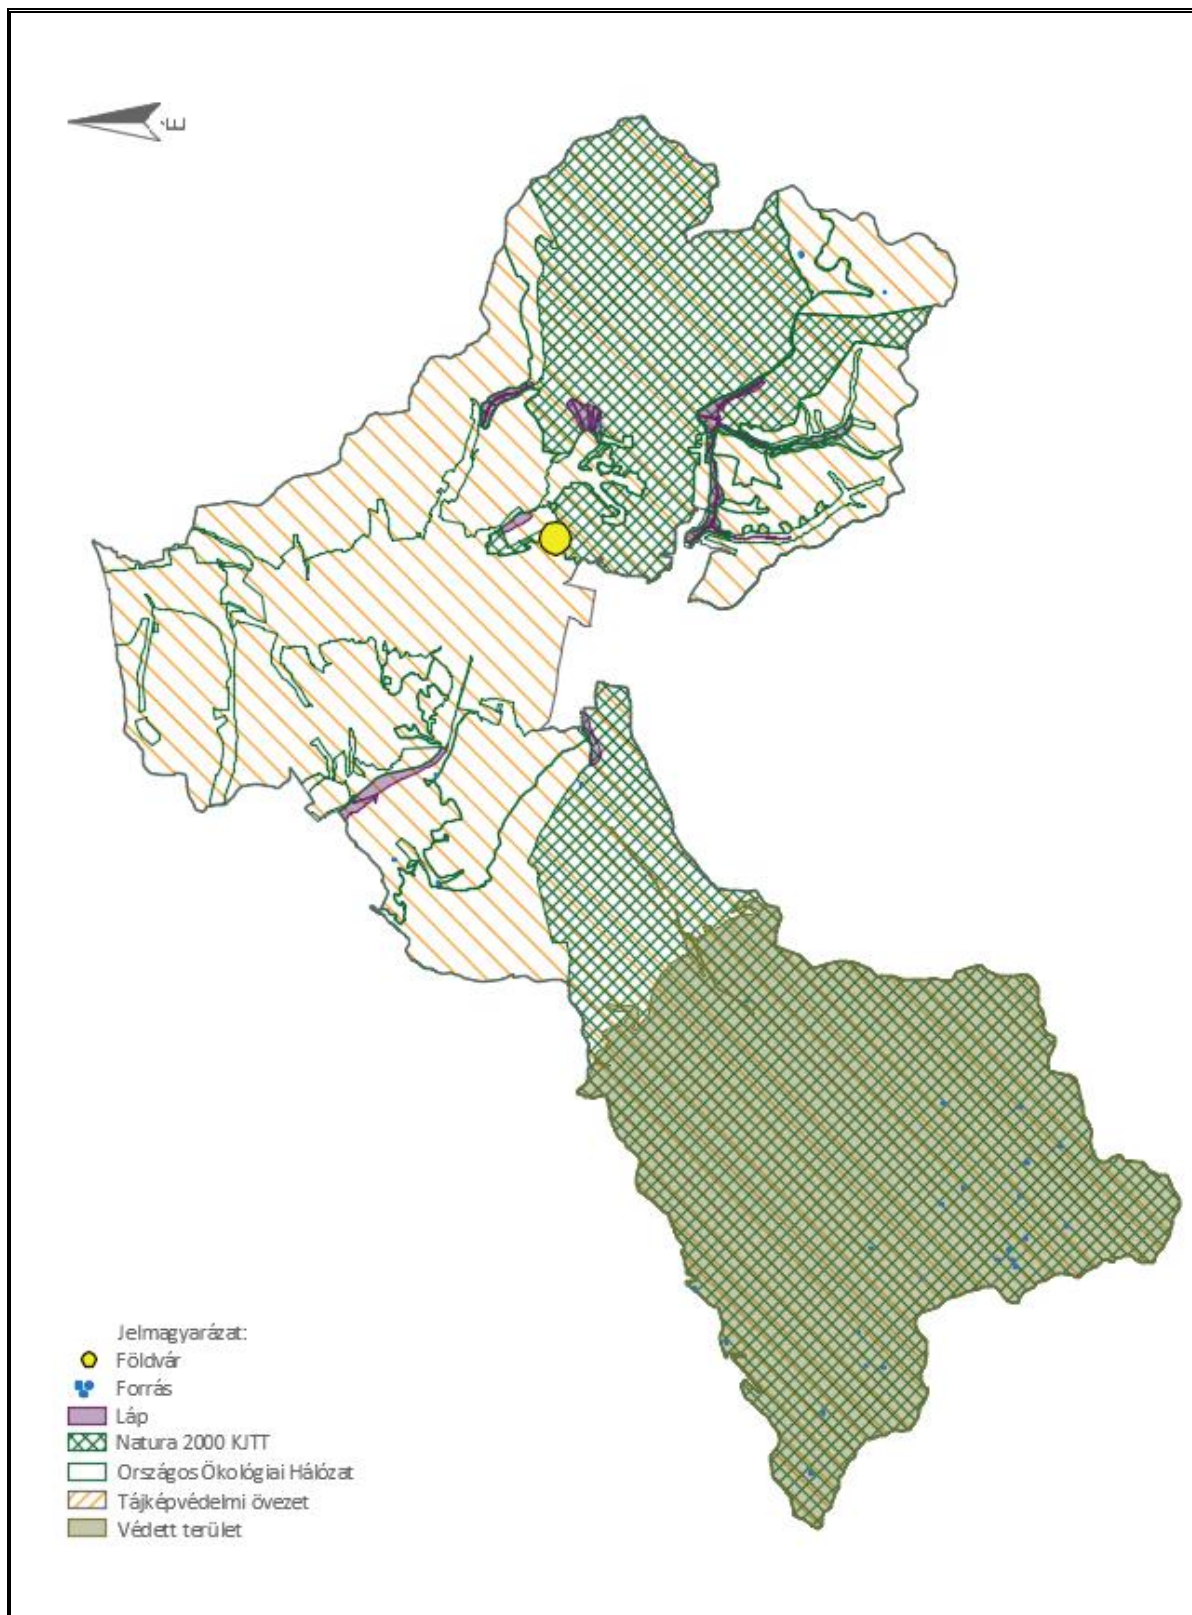 É
Jelmagyarázat:
Földvár
Forrás
Láp
Natura 2000 KJTT
Országos Ökológiai Hálózat
Tájképvédelmi övezet
Védett terület